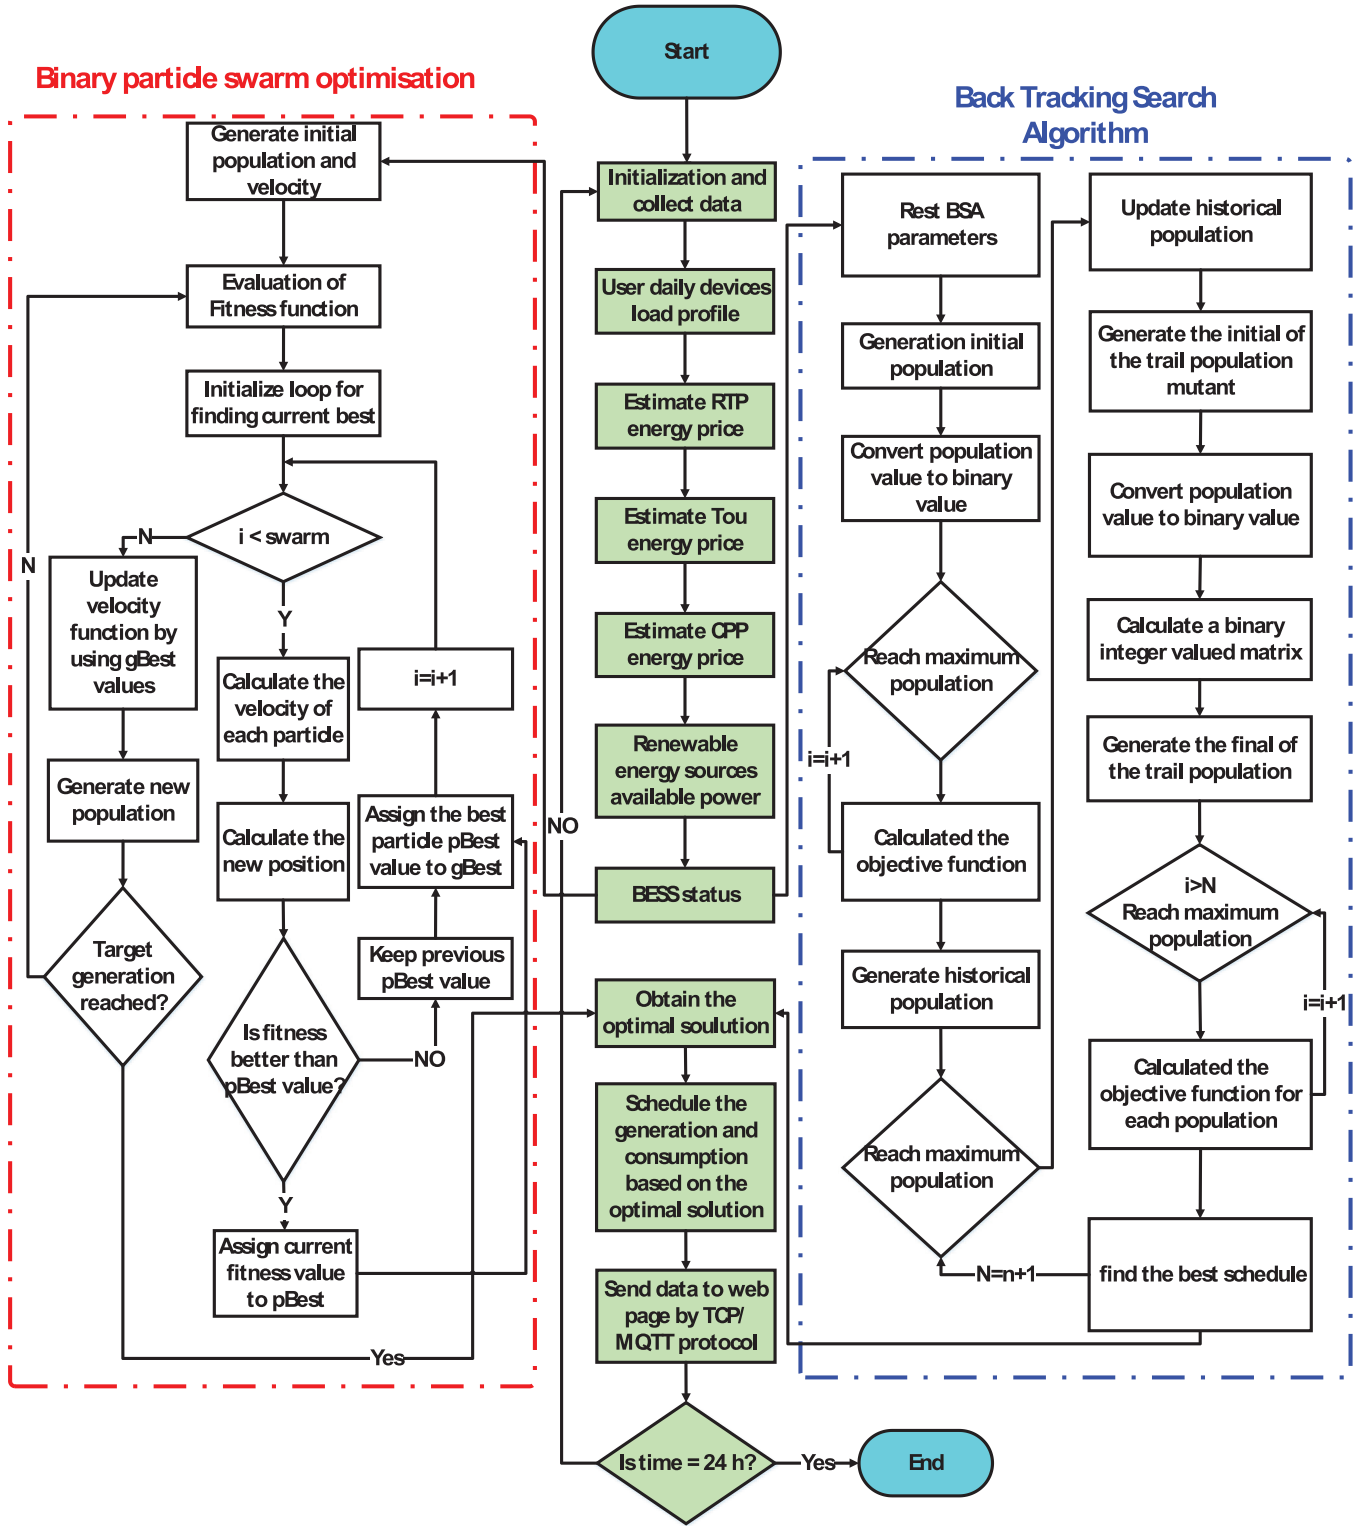 Start
Binary particle swarm optimisation
Generate initial
population and
velocity
Evaluation of
Fitness function
Initialize loop for
finding current best
i < swarm
N
Y
N
Update
velocity
function by
using gBest
values
Generate new
population
Target
generation
reached?
Calculate the
velocity of
each particle
Calculate the
new position
Is fitness
better than
pBest value?
NO
Y
Assign current
fitness value
to pBest
Keep previous
pBest value
Assign the best
particle pBest
value to gBest
i=i+1
Yes
Initialization and
collect data
User daily devices
load profile
Estimate RTP
energy price
Estimate Tou
energy price
Estimate CPP
energy price
Renewable
energy sources
available power
BESS status
NO
Obtain the
optimal soulution
Schedule the
generation and
consumption
based on the
optimal solution
Send data to web
page by TCP/
MQTT protocol
Is time = 24 h?
Yes
End
Back Tracking Search
Algorithm
Rest BSA
parameters
Generation initial
population
Convert population
value to binary
value
Reach maximum
population
i=i+1
Calculated the
objective function
Generate historical
population
Reach maximum
population
Update historical
population
Generate the initial of
the trail population
mutant
Convert population
value to binary value
Calculate a binary
integer valued matrix
Generate the final of
the trail population
i>N
Reach maximum
population
i=i+1
Calculated the
objective function for
each population
find the best schedule
N=n+1